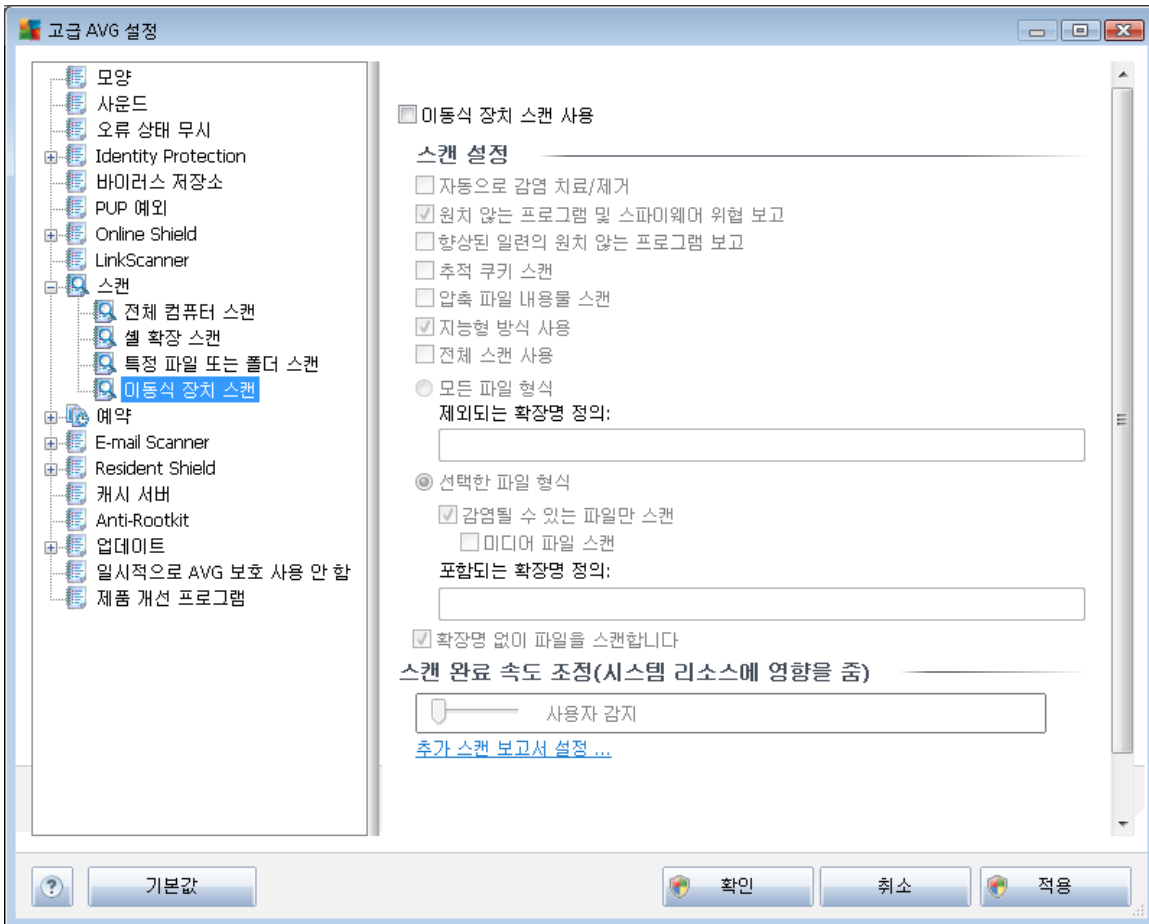 고급 AVG 설정
모양
사운드
오류 상태 무시
Identity Protection
바이러스 저장소
PUP 예외
Online Shield
LinkScanner
스캔
전체 컴퓨터 스캔
셸 확장 스캔
특정 파일 또는 폴더 스캔
이동식 장치 스캔
예약
E-mail Scanner
Resident Shield
캐시 서버
Anti-Rootkit
업데이트
일시적으로 AVG 보호 사용 안 함
제품 개선 프로그램
이동식 장치 스캔 사용
스캔 설정
자동으로 감염 치료/제거
원치 않는 프로그램 및 스파이웨어 위협 보고
향상된 일련의 원치 않는 프로그램 보고
추적 쿠키 스캔
압축 파일 내용물 스캔
지능형 방식 사용
전체 스캔 사용
모든 파일 형식
제외되는 확장명 정의:
선택한 파일 형식
감염될 수 있는 파일만 스캔
미디어 파일 스캔
포함되는 확장명 정의:
확장명 없이 파일을 스캔합니다
스캔 완료 속도 조정(시스템 리소스에 영향을 줌)
사용자 감지
추가 스캔 보고서 설정 ...
기본값
확인
취소
적용